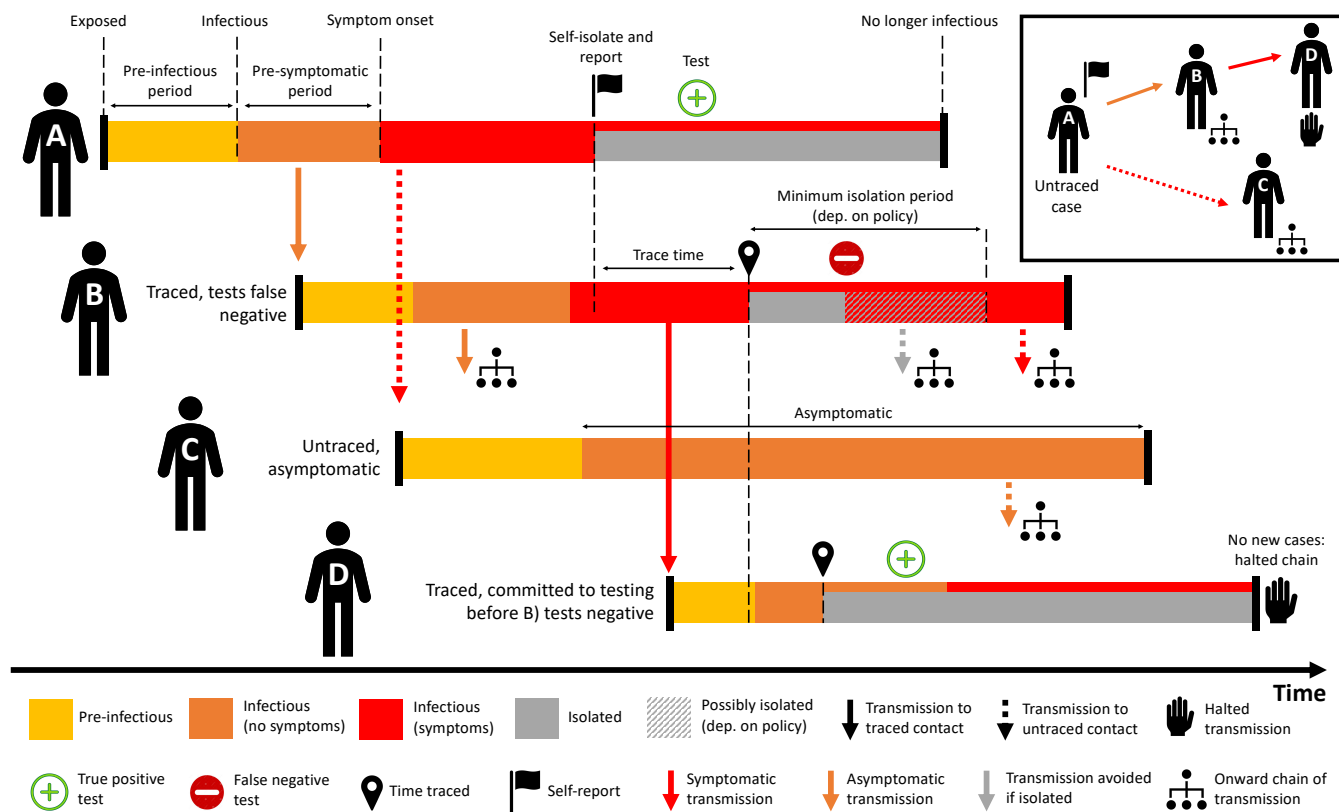 Exposed
Infectious
Symptom onset
No longer infectious
Self-isolate and
report
Test
Pre-infectious
period
Pre-symptomatic
period
A
B
D
A
C
Untraced
case
Minimum isolation period
(dep. on policy)
Trace time
B
Traced, tests false
negative
Asymptomatic
C
Untraced,
asymptomatic
D
No new cases:
halted chain
Traced, committed to testing
before B) tests negative
Time
Pre-infectious
Infectious
(no symptoms)
Infectious
(symptoms)
Isolated
Possibly isolated
(dep. on policy)
Transmission to
traced contact
Transmission to
untraced contact
Halted
transmission
True positive
test
False negative
test
Time traced
Self-report
Symptomatic
transmission
Asymptomatic
transmission
Transmission avoided
if isolated
Onward chain of
transmission